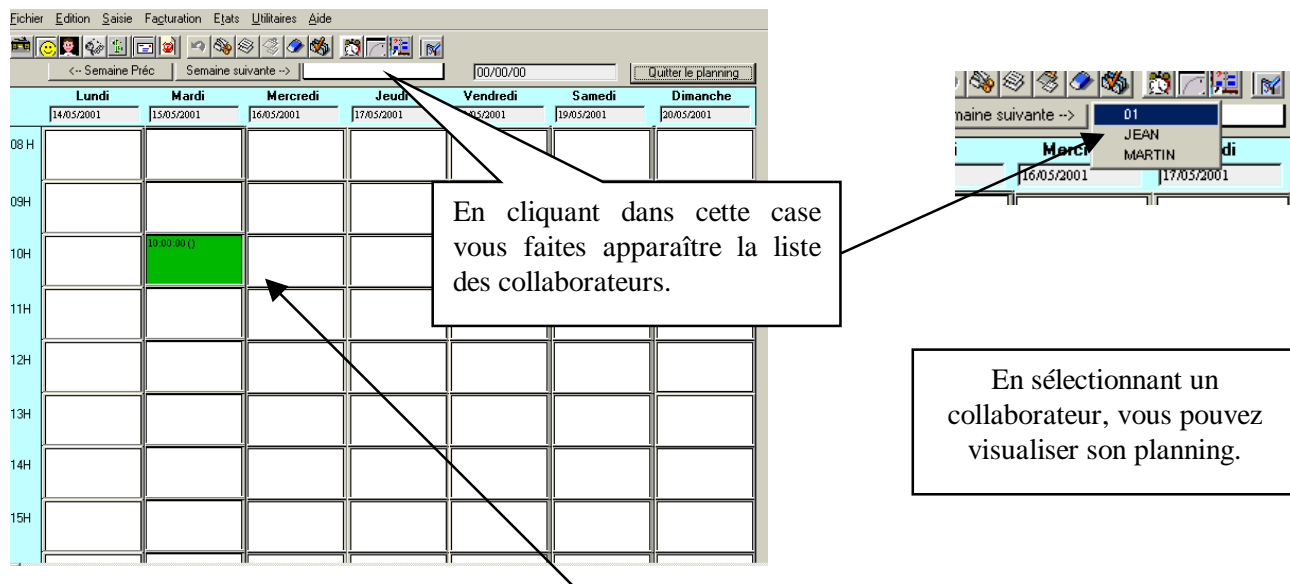 Fichier Edition Saisie Facturation Etats Utilitaires Aide
<-- Semaine Préc Semaine suivante --> 00/00/00 Quitter le planning
Lundi Mardi Mercredi Jeudi Vendredi Samedi Dimanche
14/05/2001 15/05/2001 16/05/2001 17/05/2001 /05/2001 19/05/2001 20/05/2001
08 H
09H
10H 10:00:00 ()
11H
12H
13H
14H
15H
En cliquant dans cette case
vous faites apparaître la liste
des collaborateurs.
maine suivante --> 01
JEAN
MARTIN
i Merci di
16/05/2001 17/05/2001
En sélectionnant un
collaborateur, vous pouvez
visualiser son planning.